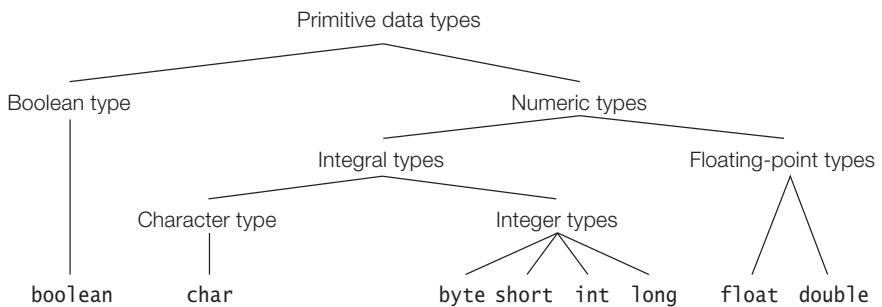 Primitive data types
Boolean type Numeric types
Integral types Floating-point types
Character type Integer types
boolean char byte short int long float double